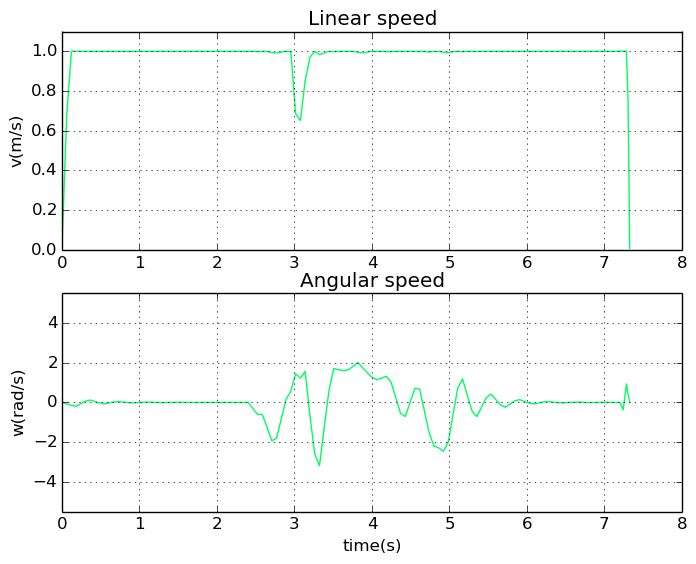 Linear speed
v(m/s)
1.0
0.8
0.6
0.4
0.2
0.0
0 1 2 3 4 5 6 7 8
Angular speed
w(rad/s)
4
2
0
−2
−4
0 1 2 3 4 5 6 7 8
time(s)